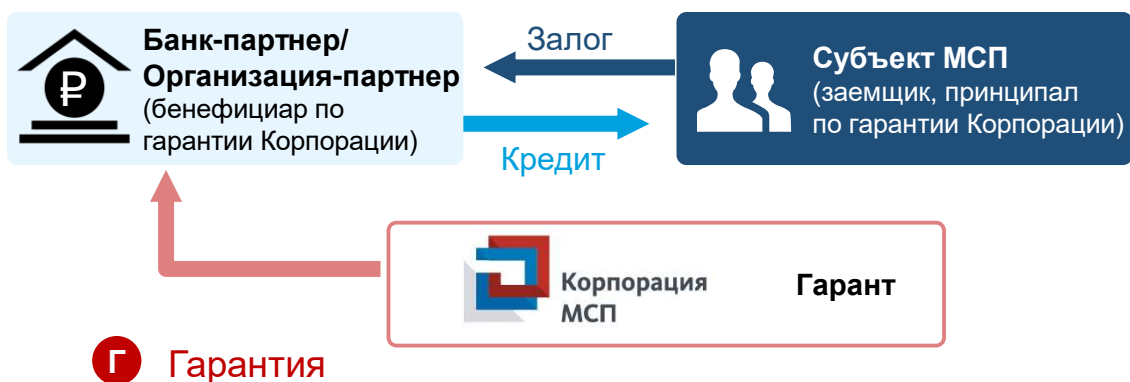 Банк-партнер/
Организация-партнер
(бенефициар по
гарантии Корпорации)
Залог
Кредит
Субъект МСП
(заемщик, принципал
по гарантии Корпорации)
Корпорация
МСП
Гарант
Г Гарантия